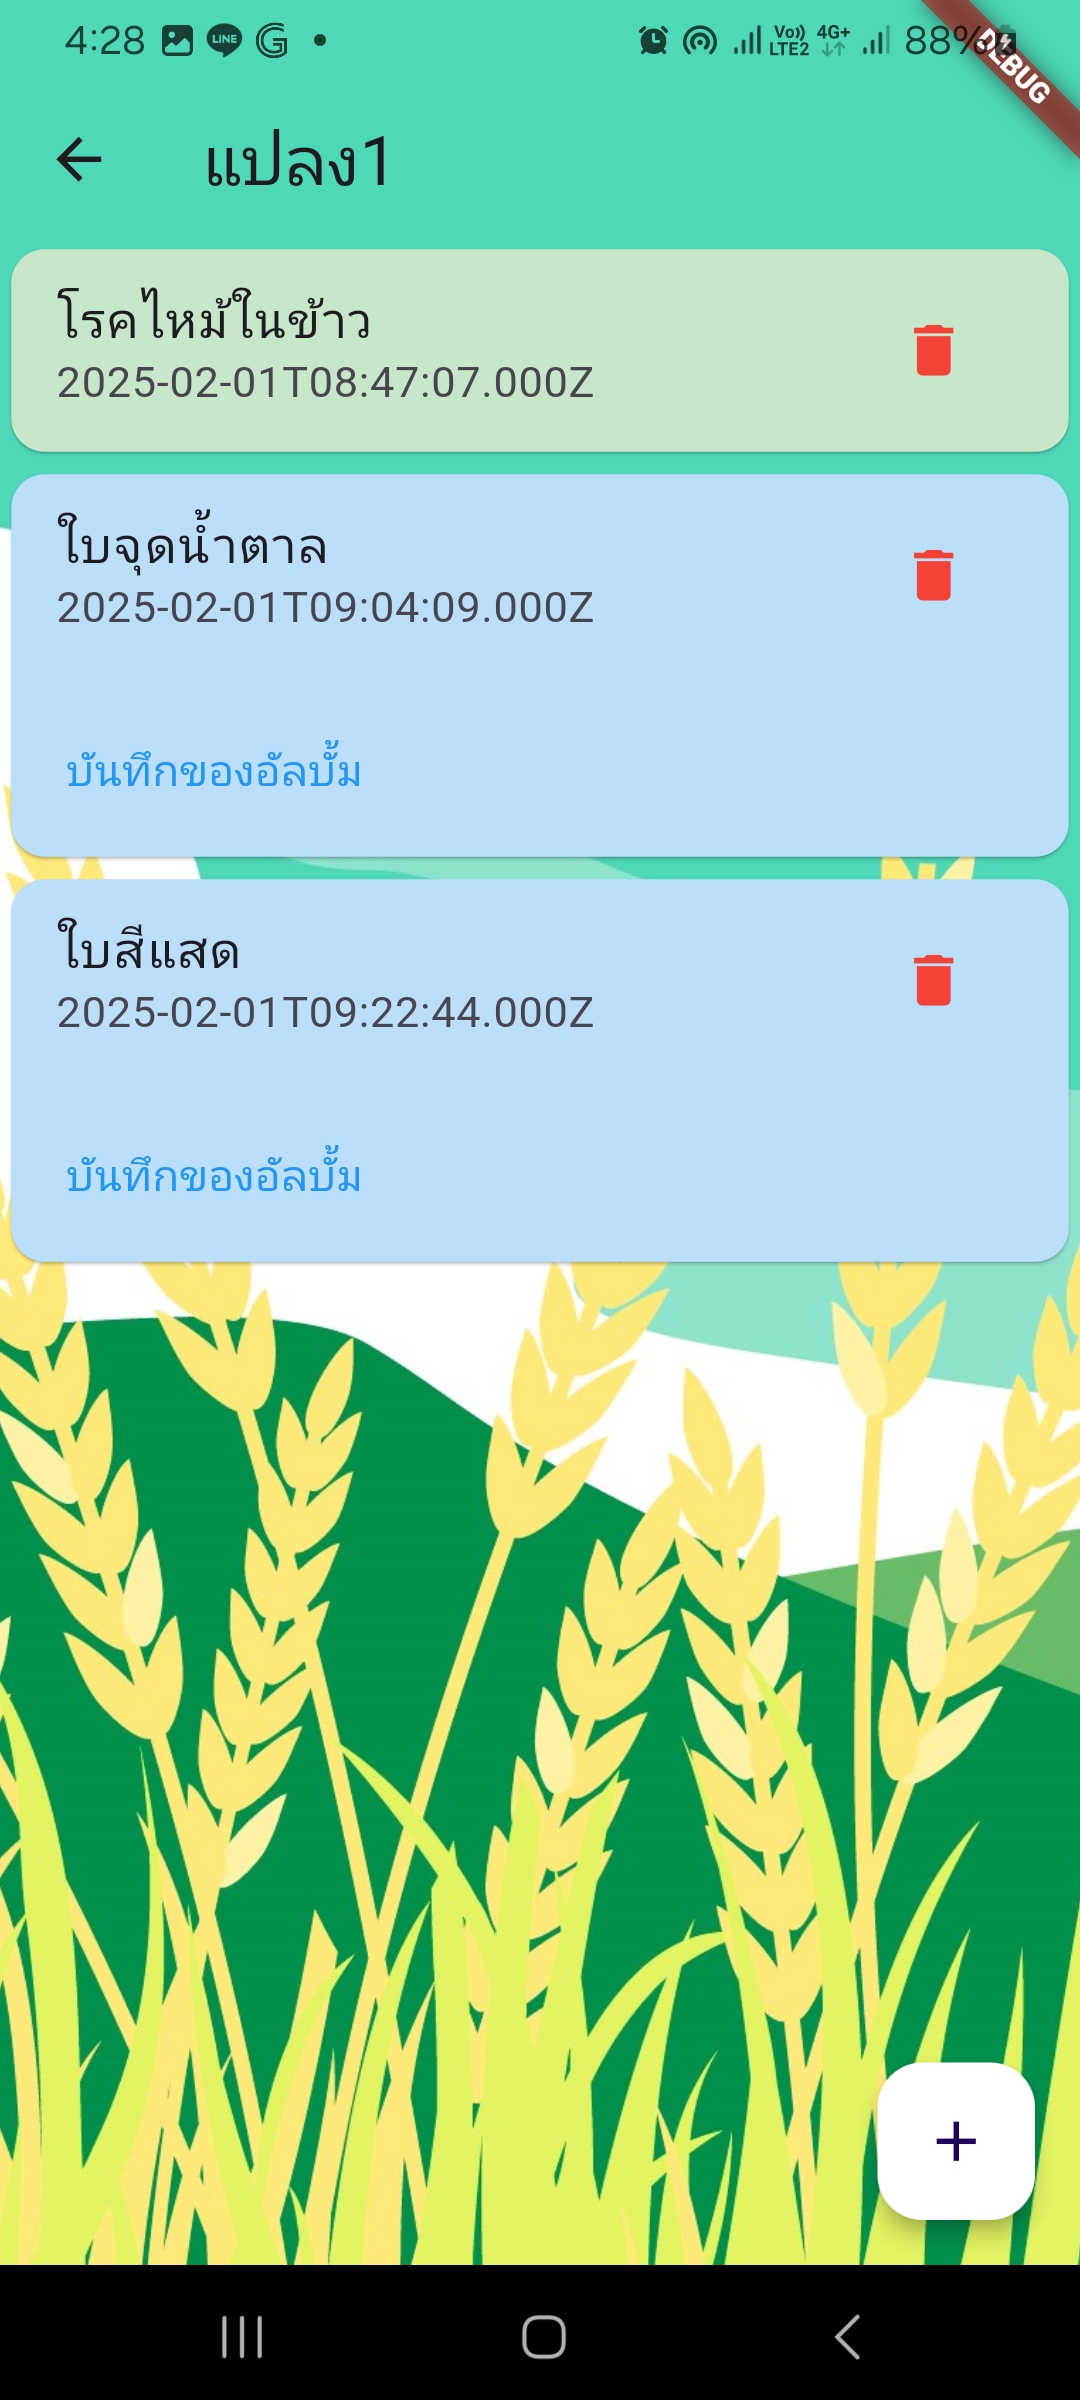 4:28 LINE G Vo)) LTE2 4G+ 88%
DEBUG
แปลง1
โรคไหม้ในข้าว
2025-02-01T08:47:07.000Z
ใบจุดน้ำตาล
2025-02-01T09:04:09.000Z
บันทึกของอัลบั้ม
ใบสีแสด
2025-02-01T09:22:44.000Z
บันทึกของอัลบั้ม
+